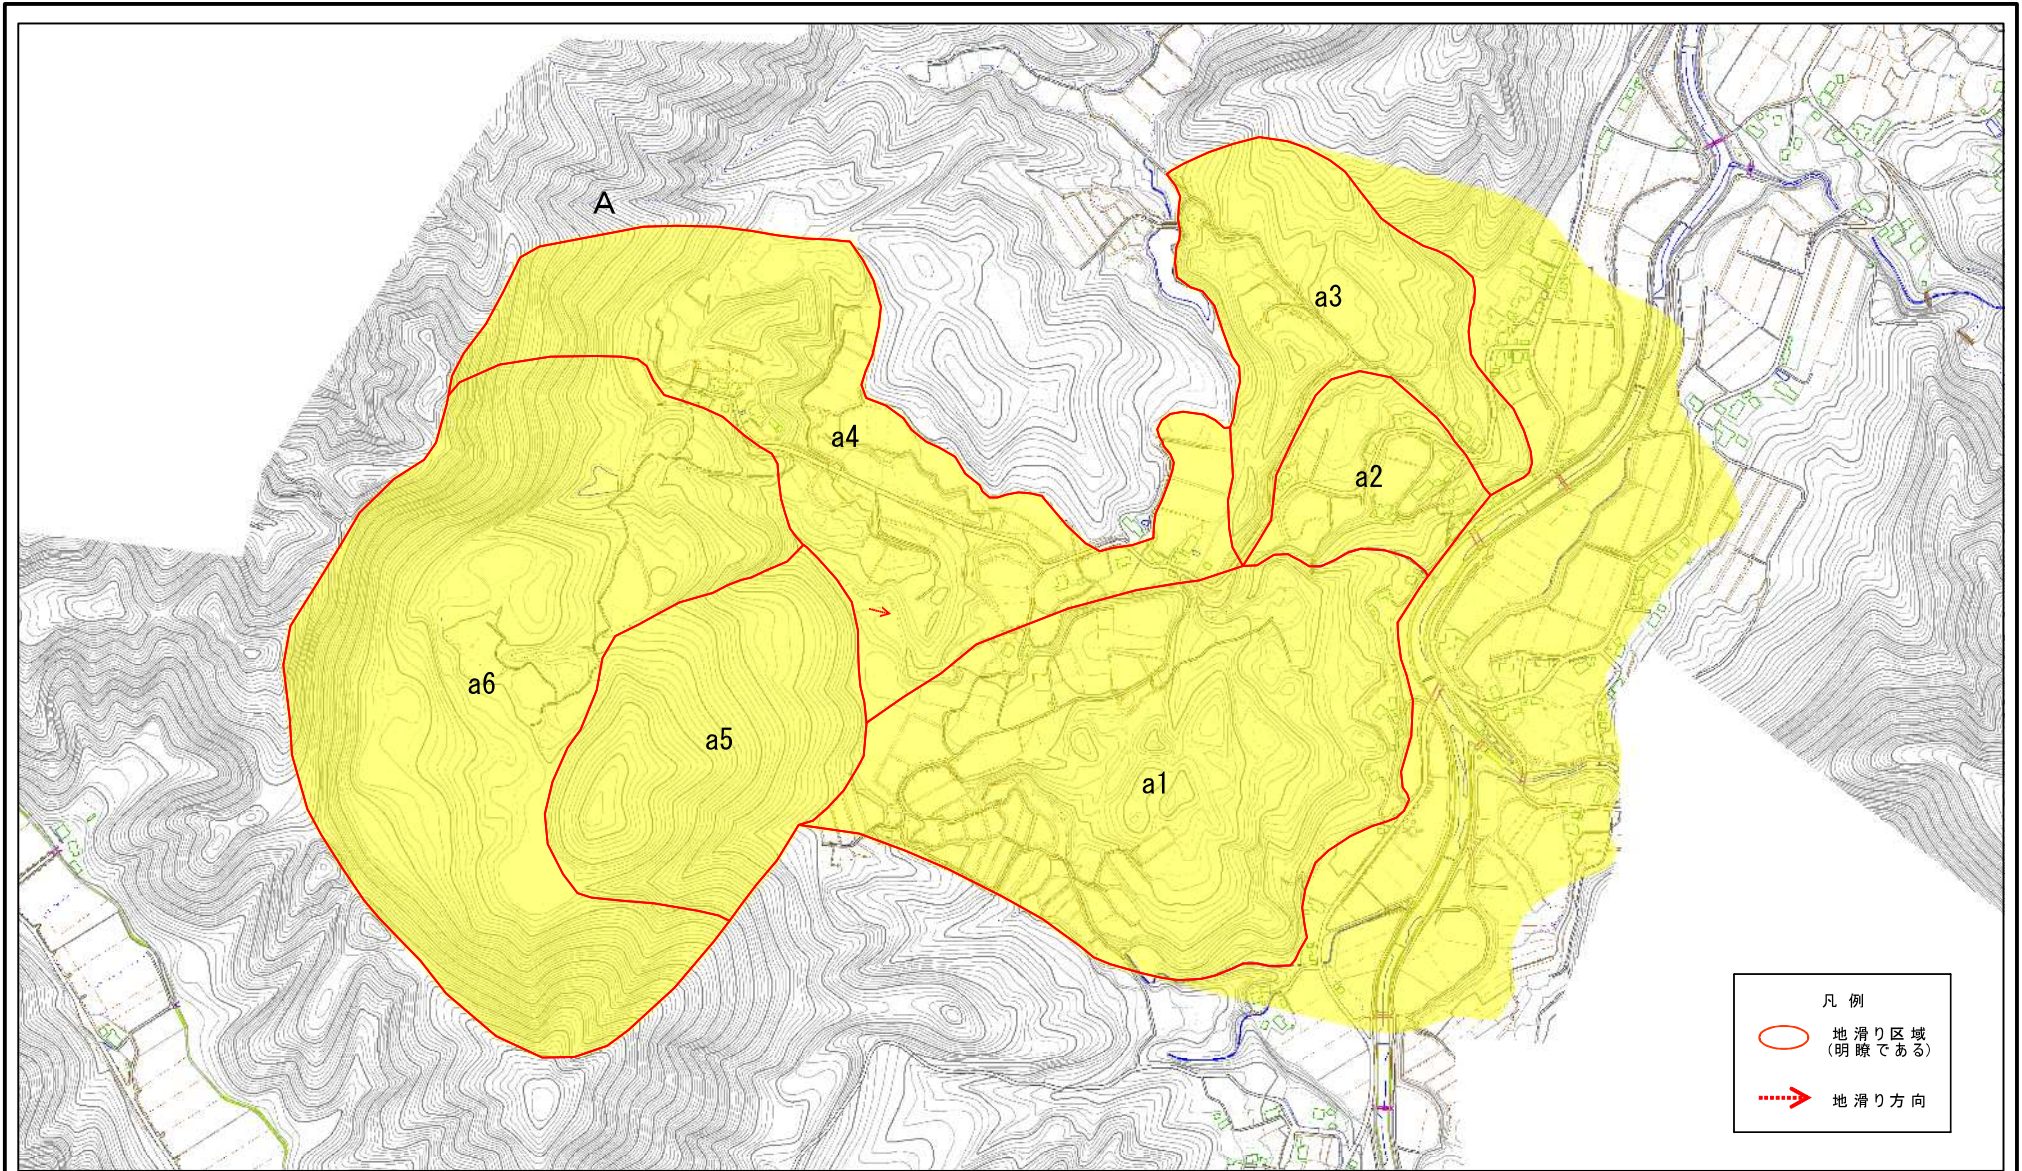 A
a3
a4
a2
a6
a5
a1
凡 例
地 滑 り 区 域
(明 瞭 で あ る)
地 滑 り 方 向